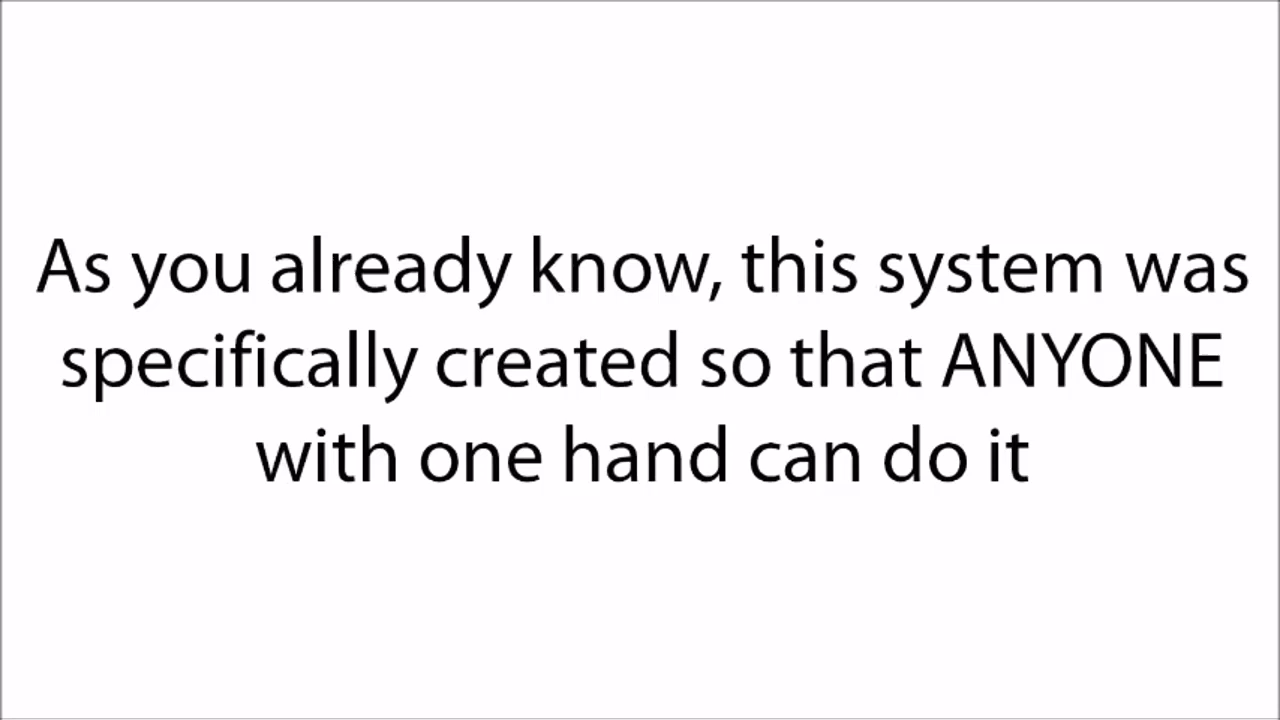 As you already know, this system was
specifically created so that ANYONE
with one hand can do it